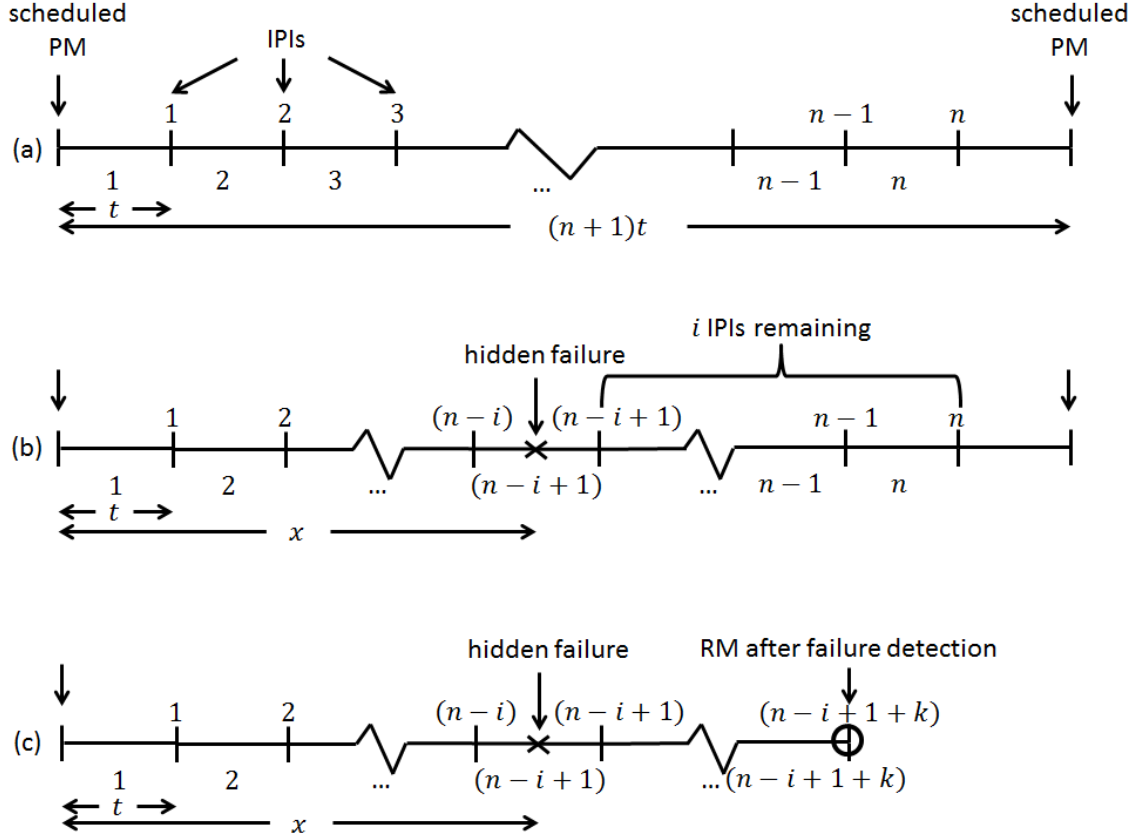 scheduled PM
IPIs
scheduled PM
1 2 3 n − 1 n
(a)
1 2 3 ... n − 1 n
t
(n + 1)t
i IPIs remaining
hidden failure
1 2 (n − i) (n − i + 1) n − 1 n
(b)
1 2 ... (n − i + 1) ... n − 1 n
t
x
hidden failure
RM after failure detection
1 2 (n − i) (n − i + 1) (n − i + 1 + k)
(c)
1 2 ... (n − i + 1) ... (n − i + 1 + k)
t
x